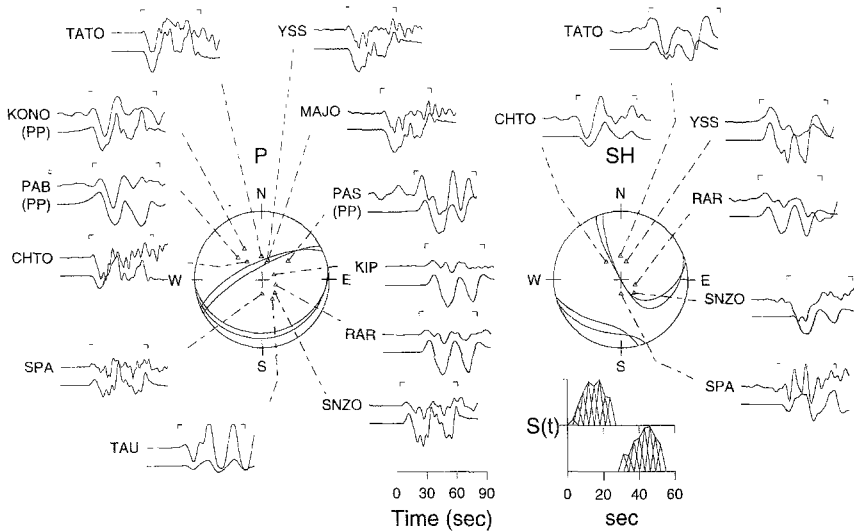 TATO
YSS
TATO
KONO
(PP)
MAJO
CHTO
YSS
P
SH
PAB
(PP)
PAS
(PP)
N
N
RAR
CHTO
W
E
KIP
W
E
SNZO
RAR
SPA
S
S
SPA
SNZO
TAU
S(t)
0 30 60 90
Time (sec)
0 20 40 60
sec